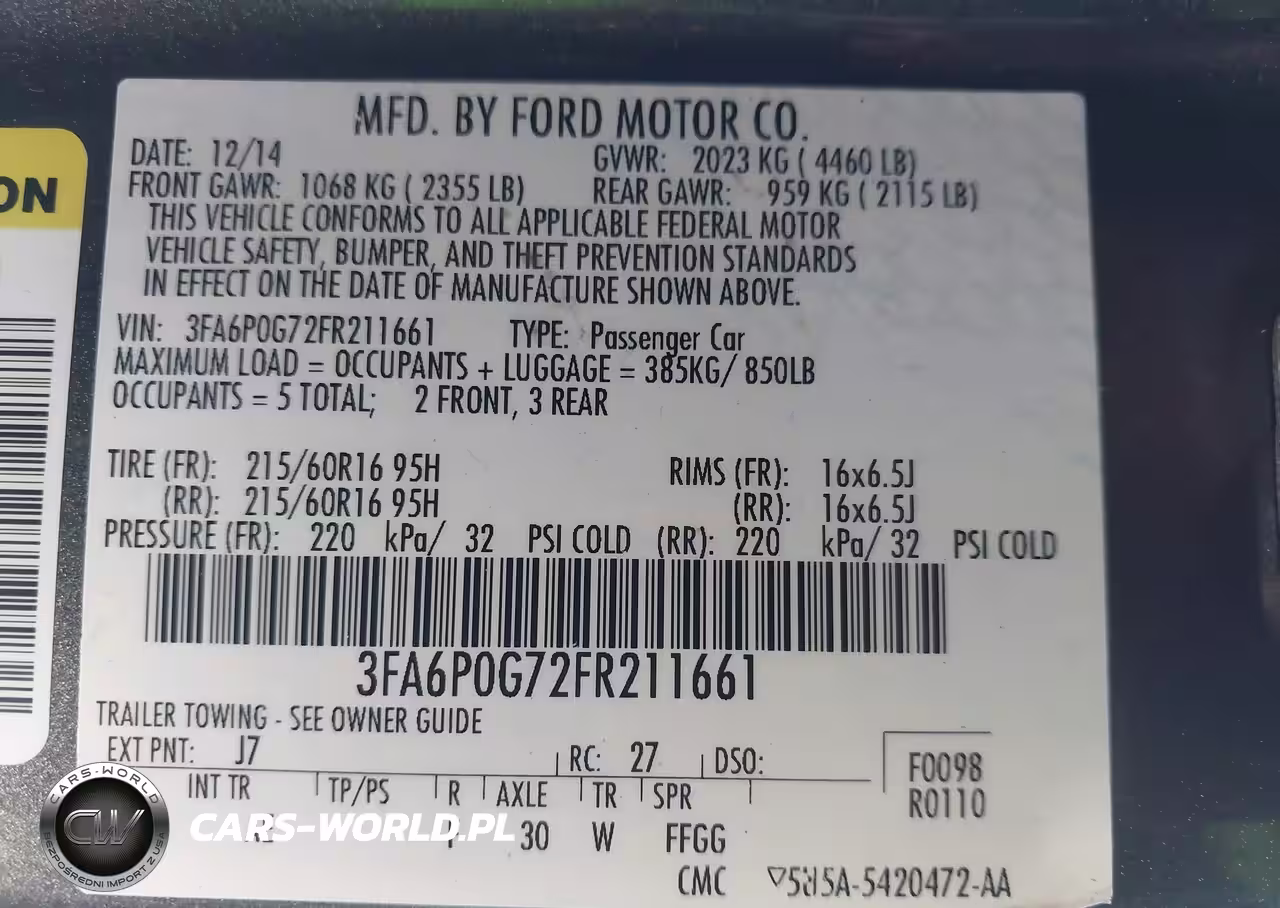 MFD. BY FORD MOTOR CO.
DATE: 12/14 GVWR: 2023 KG ( 4460 LB)
FRONT GAWR: 1068 KG ( 2355 LB) REAR GAWR: 959 KG ( 2115 LB)
THIS VEHICLE CONFORMS TO ALL APPLICABLE FEDERAL MOTOR
VEHICLE SAFETY, BUMPER, AND THEFT PREVENTION STANDARDS
IN EFFECT ON THE DATE OF MANUFACTURE SHOWN ABOVE.
ON
VIN: 3FA6P0G72FR211661 TYPE: Passenger Car
MAXIMUM LOAD = OCCUPANTS + LUGGAGE = 385KG/ 850LB
OCCUPANTS = 5 TOTAL; 2 FRONT, 3 REAR
TIRE (FR): 215/60R16 95H RIMS (FR): 16x6.5J
(RR): 215/60R16 95H (RR): 16x6.5J
PRESSURE (FR): 220 kPa/ 32 PSI COLD (RR): 220 kPa/ 32 PSI COLD
3FA6P0G72FR211661
TRAILER TOWING - SEE OWNER GUIDE
EXT PNT: J7 RC: 27 DSO: F0098
INT TR TP/PS R AXLE TR SPR R0110
30 W FFGG
CMC
CARS-WORLD
CW
BEZPOŚREDNI IMPORT Z USA
CARS-WORLD.PL